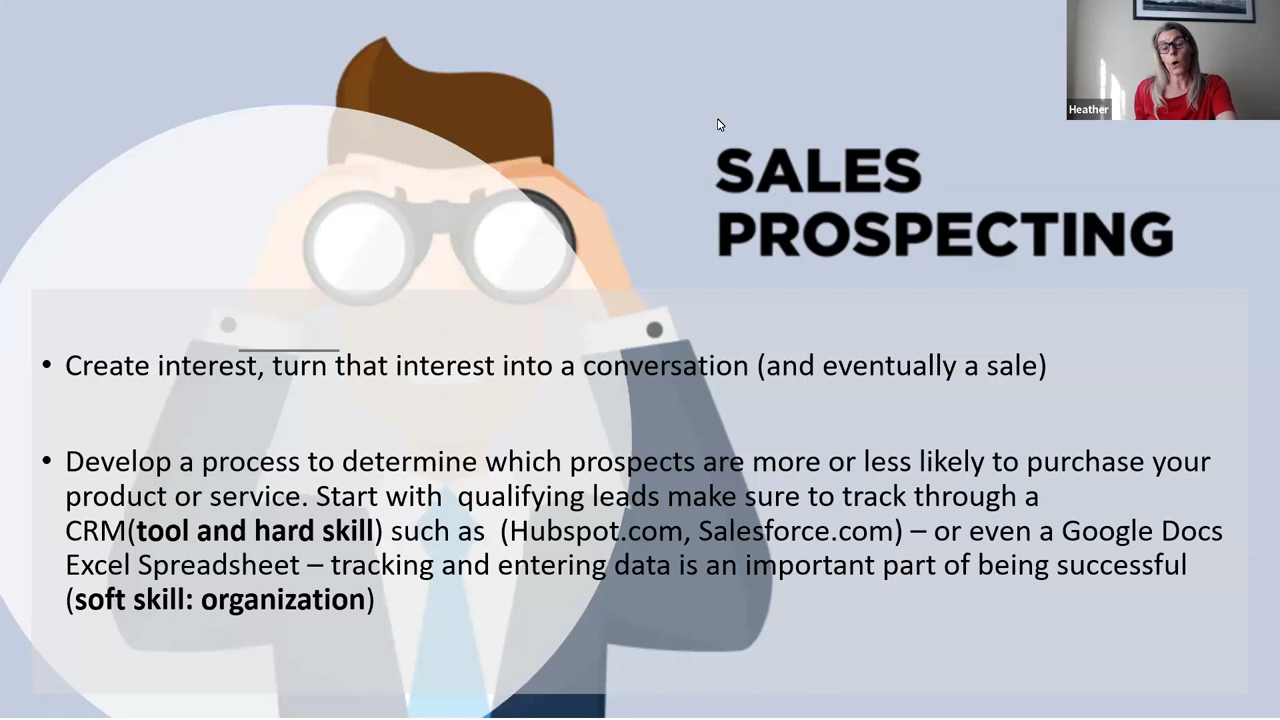 Heather
SALES
PROSPECTING
• Create interest, turn that interest into a conversation (and eventually a sale)
• Develop a process to determine which prospects are more or less likely to purchase your
product or service. Start with  qualifying leads make sure to track through a
CRM(tool and hard skill) such as  (Hubspot.com, Salesforce.com) – or even a Google Docs
Excel Spreadsheet – tracking and entering data is an important part of being successful
(soft skill: organization)